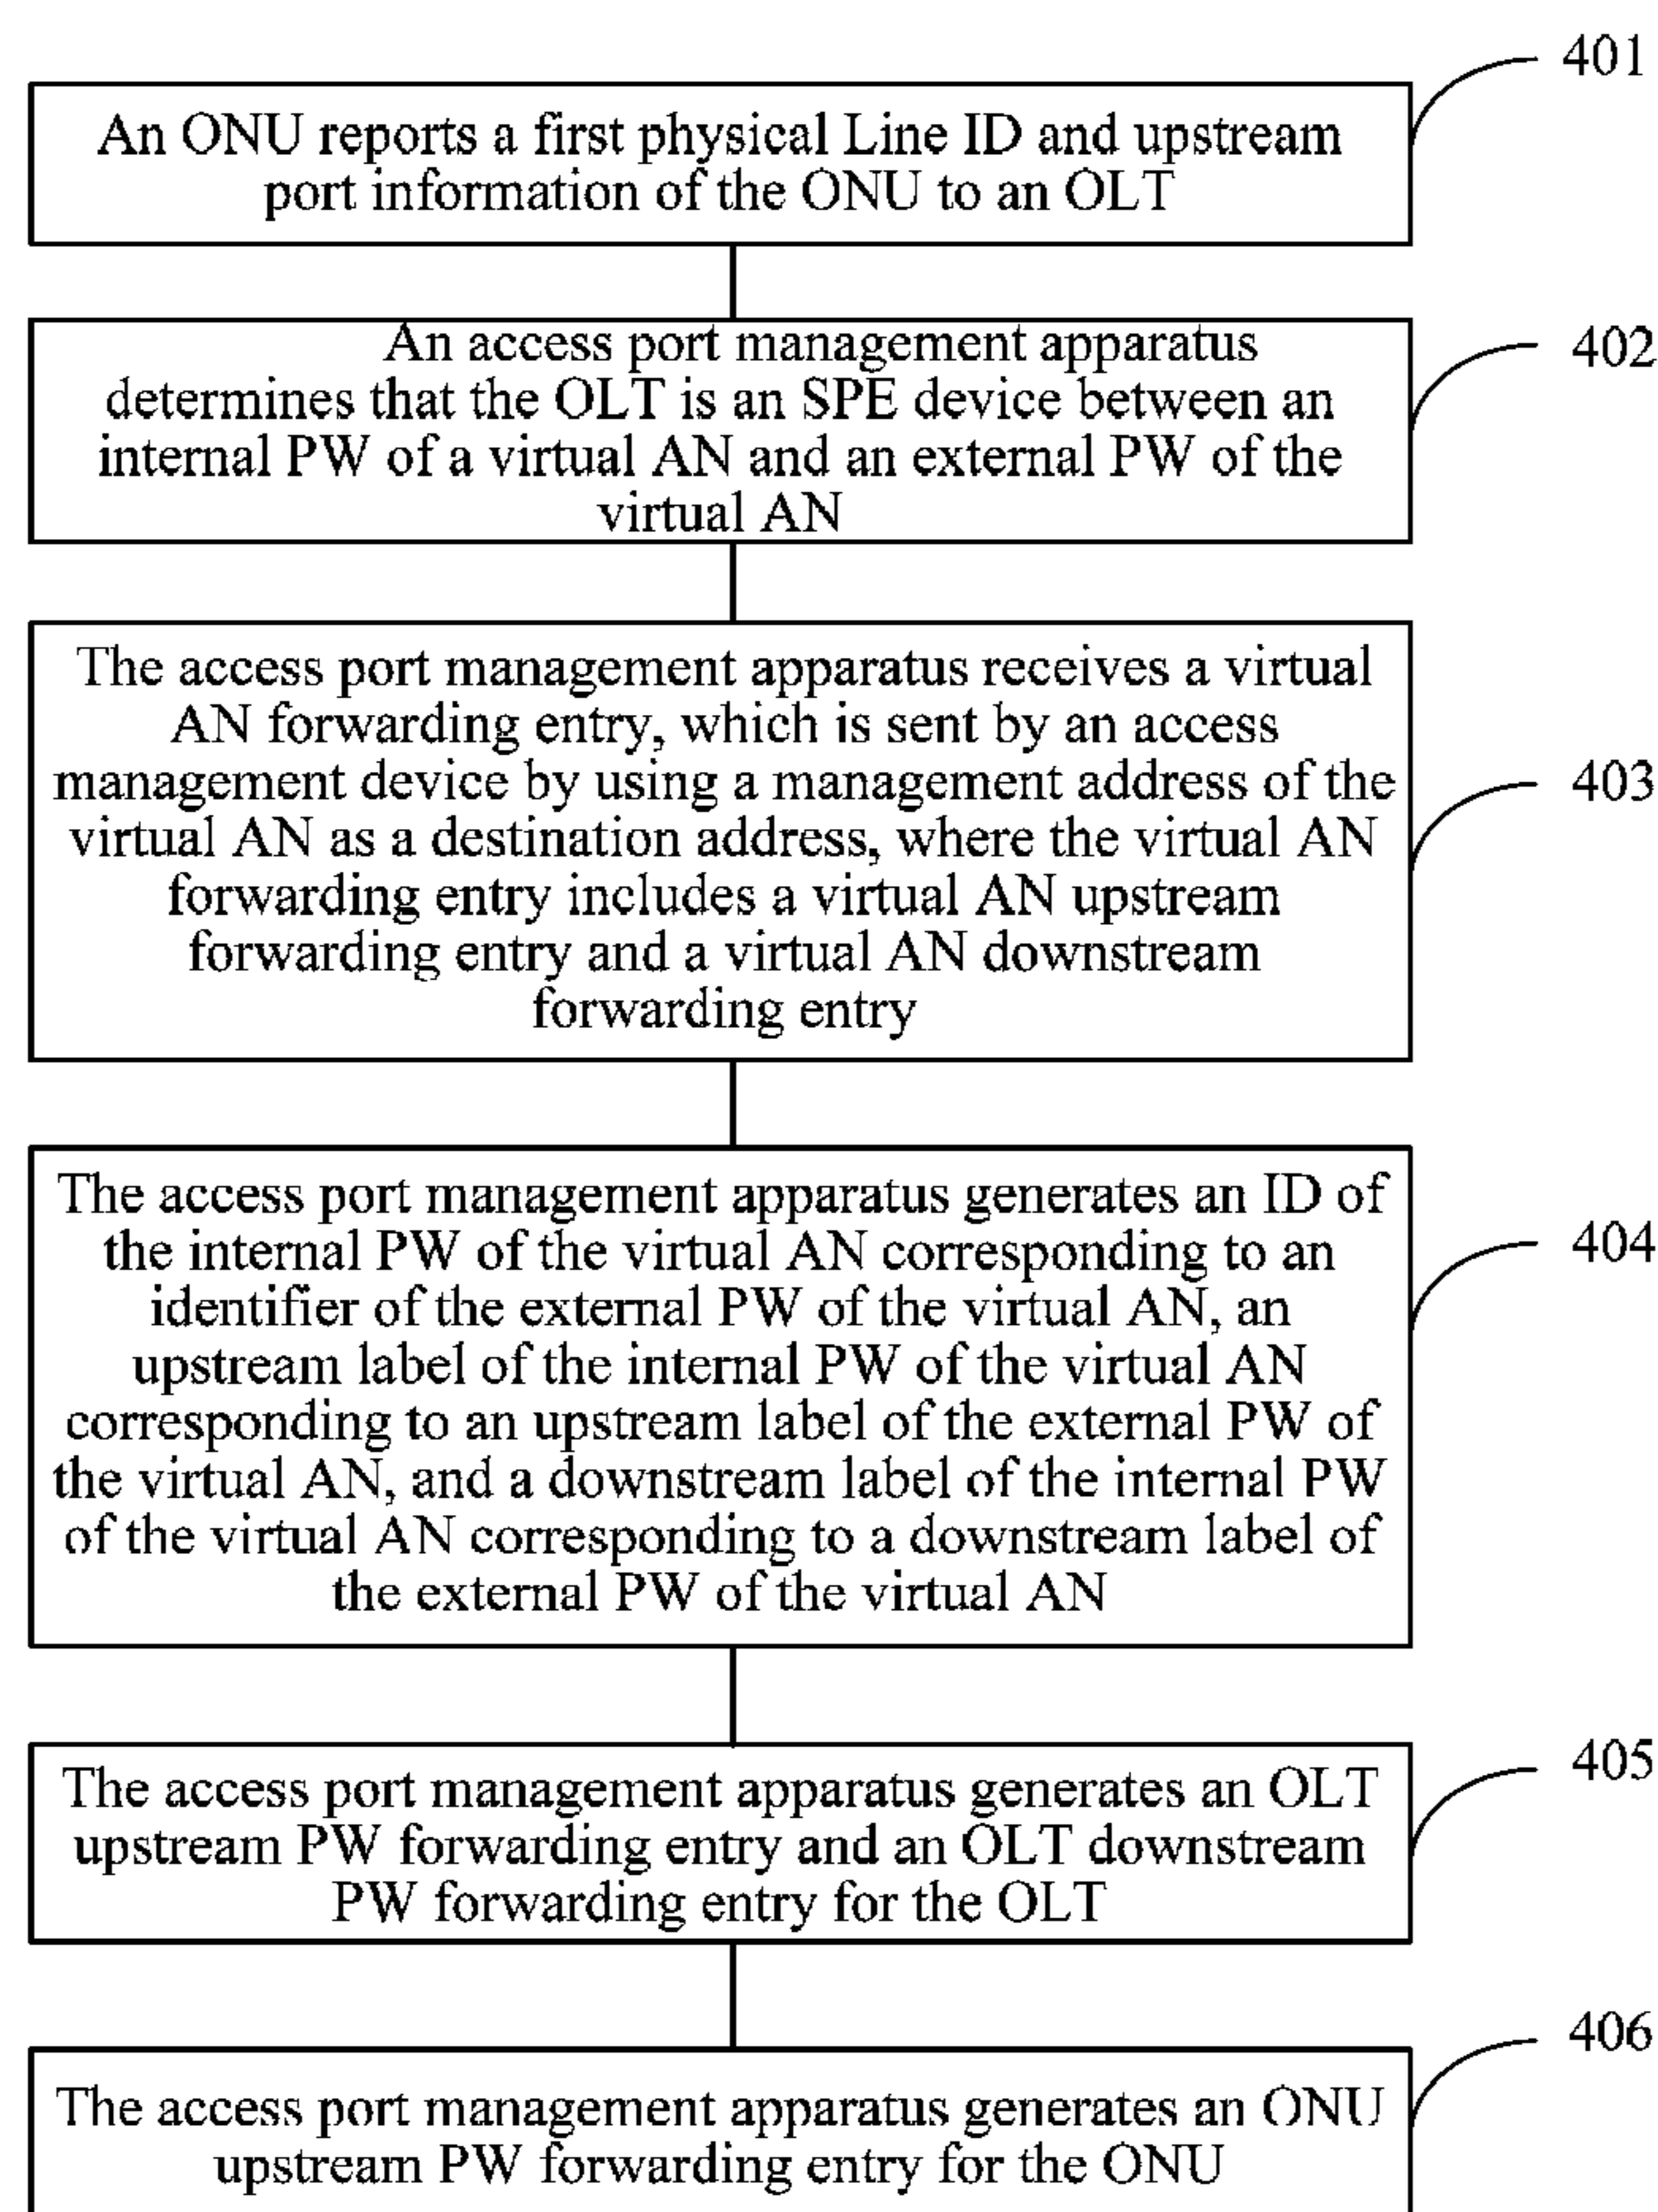 401
An ONU reports a first physical Line ID and upstream
port information of the ONU to an OLT
An access port management apparatus
402
determines that the OLT is an SPE device between an
internal PW of a virtual AN and an external PW of the
virtual AN
The access port management apparatus receives a virtual
AN forwarding entry, which is sent by an access
management device by using a management address of the
403
virtual AN as a destination address, where the virtual AN
forwarding entry includes a virtual AN upstream
forwarding entry and a virtual AN downstream
forwarding entry
The access port management apparatus generates an ID of
404
the internal PW of the virtual AN corresponding to an
identifier of the external PW of the virtual AN, an
upstream label of the internal PW of the virtual AN
corresponding to an upstream label of the external PW of
the virtual AN, and a downstream label of the internal PW
of the virtual AN corresponding to a downstream label of
the external PW of the virtual AN
405
The access port management apparatus generates an OLT
upstream PW forwarding entry and an OLT downstream
PW forwarding entry for the OLT
406
The access port management apparatus generates an ONU
upstream PW forwarding entry for the ONU